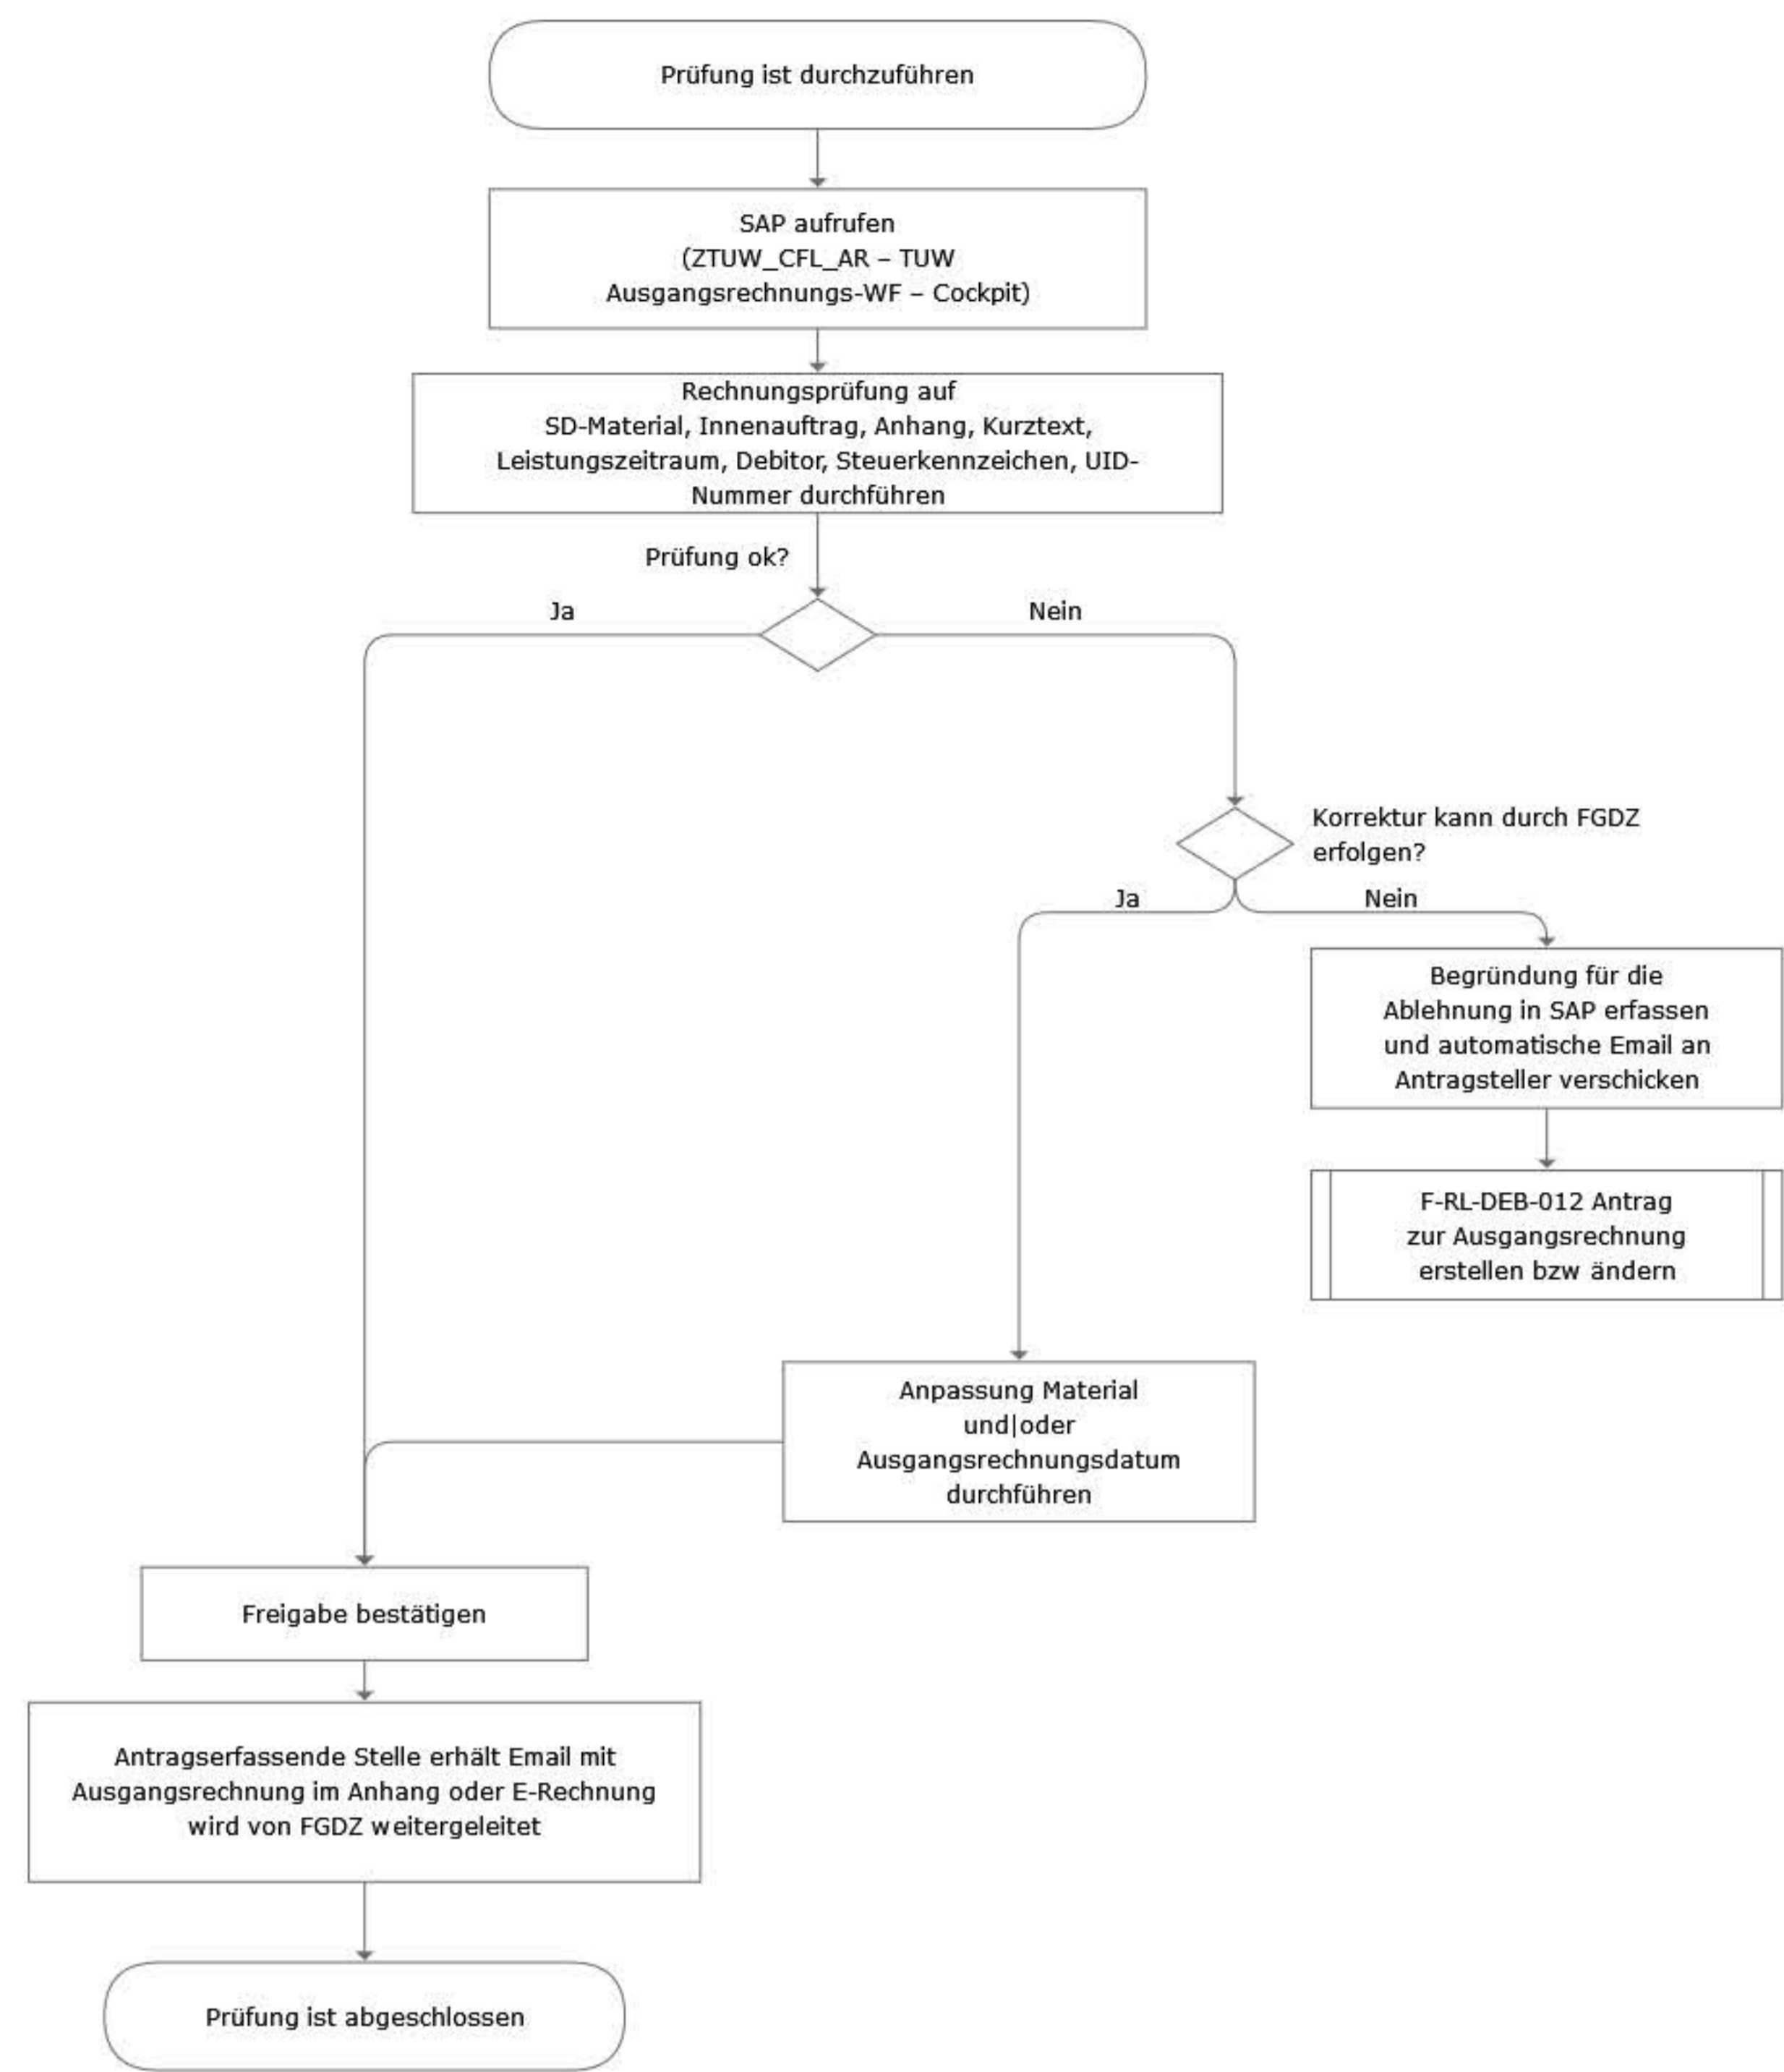 Prüfung ist durchzuführen
SAP aufrufen
(ZTUW_CFL_AR – TUW
Ausgangsrechnungs-WF – Cockpit)
Rechnungsprüfung auf
SD-Material, Innenauftrag, Anhang, Kurztext,
Leistungszeitraum, Debitor, Steuerkennzeichen, UID-
Nummer durchführen
Prüfung ok?
Ja
Nein
Korrektur kann durch FGDZ
erfolgen?
Ja
Nein
Begründung für die
Ablehnung in SAP erfassen
und automatische Email an
Antragsteller verschicken
F-RL-DEB-012 Antrag
zur Ausgangsrechnung
erstellen bzw ändern
Anpassung Material
und|oder
Ausgangsrechnungsdatum
durchführen
Freigabe bestätigen
Antragserfassende Stelle erhält Email mit
Ausgangsrechnung im Anhang oder E-Rechnung
wird von FGDZ weitergeleitet
Prüfung ist abgeschlossen